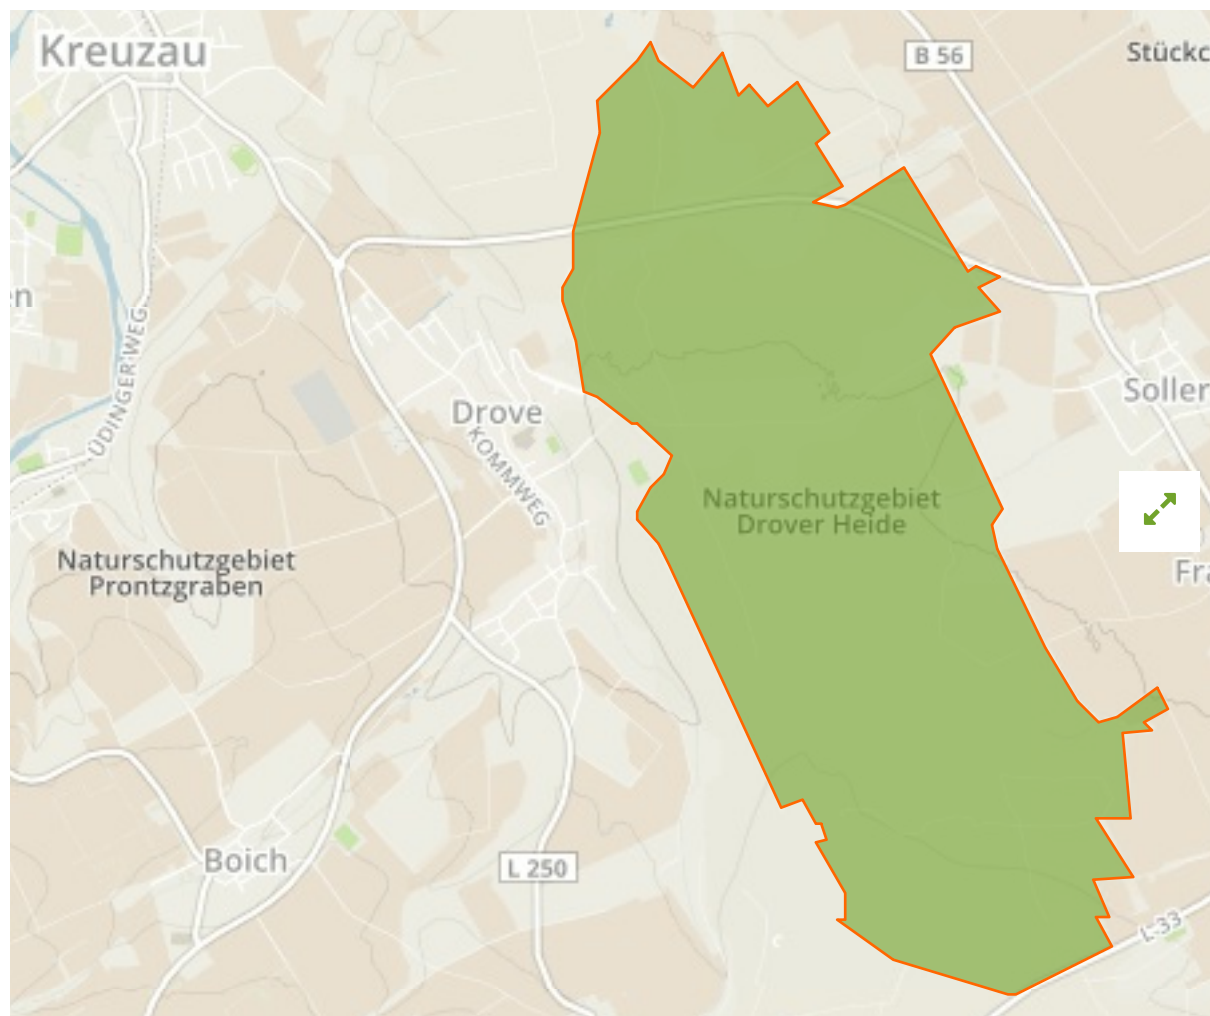 Kreuzau
B 56
Stückc
en
ÜDINGER WEG
Drove
KOMMWEG
Soller
Naturschutzgebiet
Drover Heide
Naturschutzgebiet
Prontzgraben
Fra
Boich
L 250
L 33